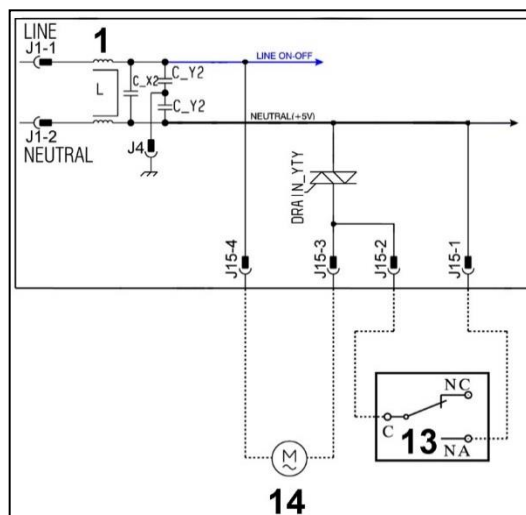 LINE
J1-1
1
LINE ON-OFF
L
C_X2
C_Y2
C_Y2
NEUTRAL(+5V)
J1-2
NEUTRAL
J4
DRAIN_YTY
J15-4
J15-3
J15-2
J15-1
NC
C
13
NA
M
14